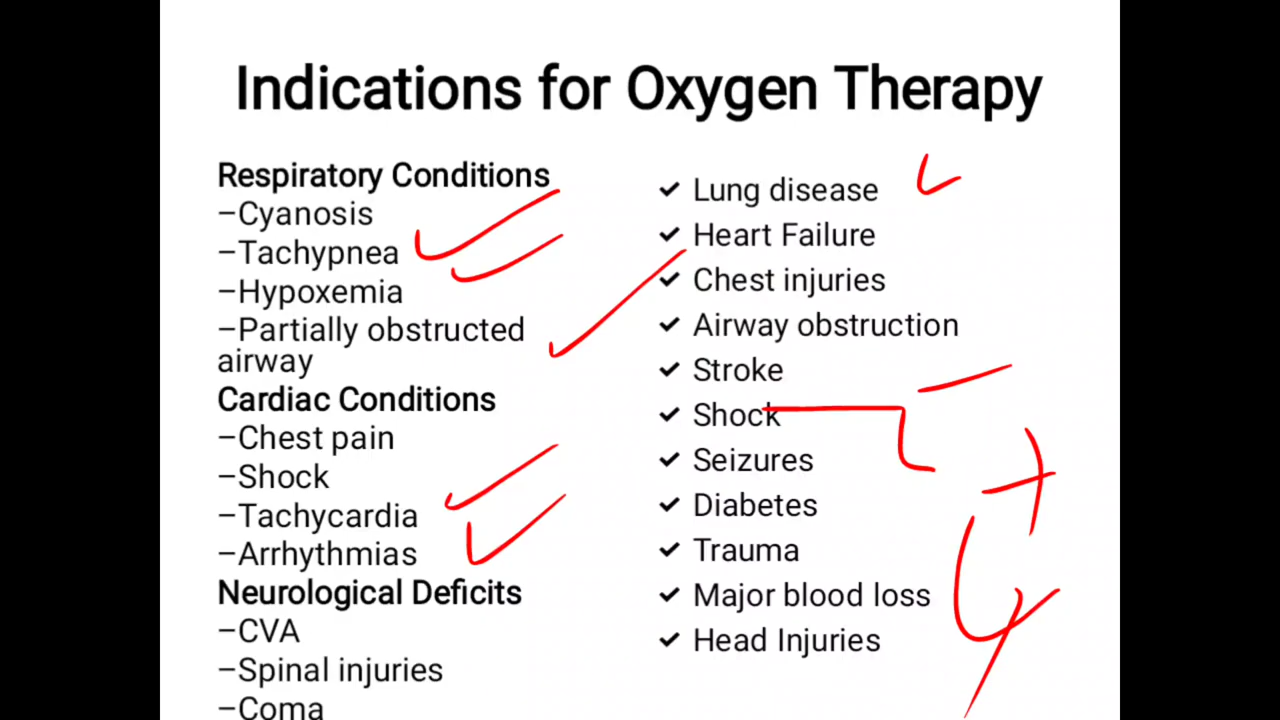 Indications for Oxygen Therapy
Respiratory Conditions
–Cyanosis
–Tachypnea
–Hypoxemia
–Partially obstructed
airway
Cardiac Conditions
–Chest pain
–Shock
–Tachycardia
–Arrhythmias
Neurological Deficits
–CVA
–Spinal injuries
–Coma
✔ Lung disease
✔ Heart Failure
✔ Chest injuries
✔ Airway obstruction
✔ Stroke
✔ Shock
✔ Seizures
✔ Diabetes
✔ Trauma
✔ Major blood loss
✔ Head Injuries